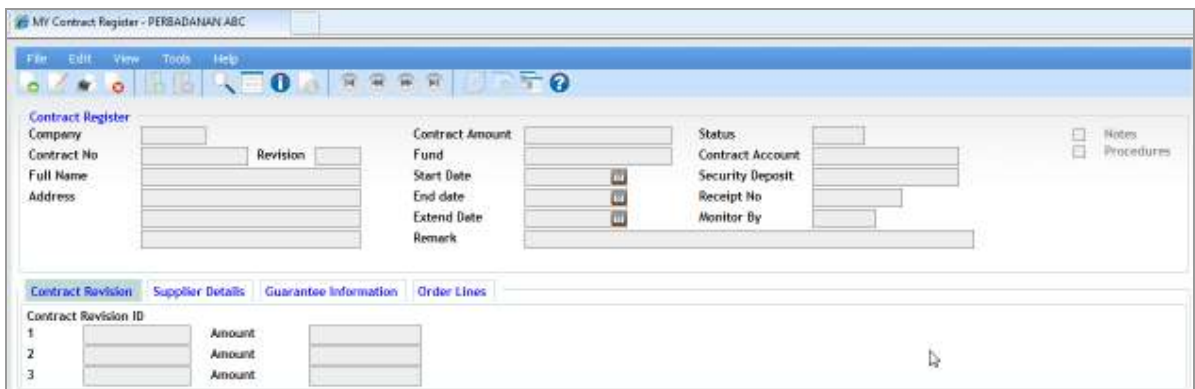 MY Contract Register - PERBADANAN ABC
File Edit View Tools Help
Contract Register
Company Contract Amount Status Notes
Contract No Revision Fund Contract Account Procedures
Full Name Start Date Security Deposit
Address End date Receipt No
Extend Date Monitor By
Remark
Contract Revision Supplier Details Guarantee Information Order Lines
Contract Revision ID
1 Amount
2 Amount
3 Amount